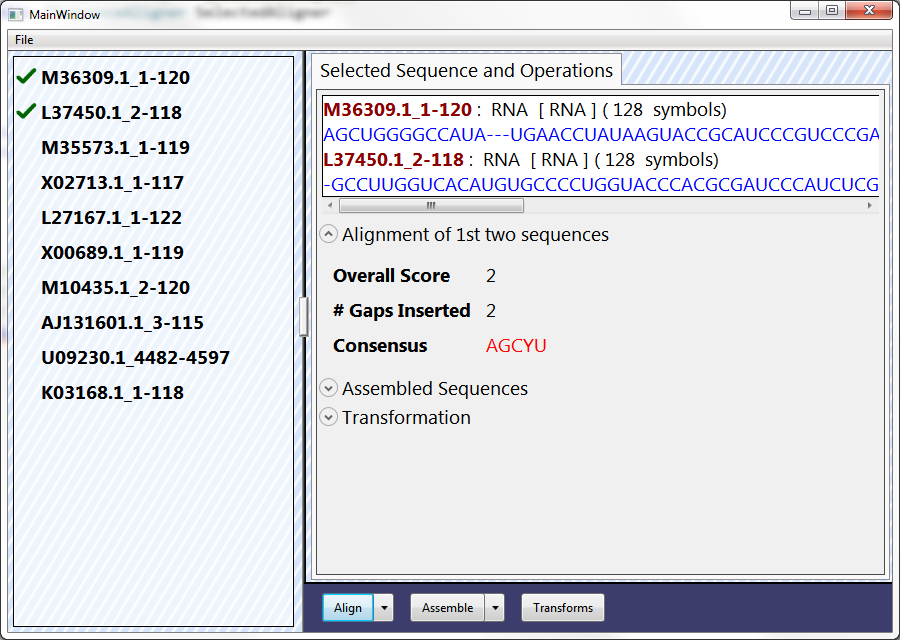 MainWindow
File
M36309.1_1-120
L37450.1_2-118
M35573.1_1-119
X02713.1_1-117
L27167.1_1-122
X00689.1_1-119
M10435.1_2-120
AJ131601.1_3-115
U09230.1_4482-4597
K03168.1_1-118
Selected Sequence and Operations
M36309.1_1-120 : RNA [ RNA ] ( 128 symbols)
AGCUGGGGCCAUA---UGAACCUAUAAGUACCGCAUCCCGUCCCGA
L37450.1_2-118 : RNA [ RNA ] ( 128 symbols)
-GCCUUGGUCACAUGUGCCCCUGGUACCCACGCGAUCCCAUCUCG
Alignment of 1st two sequences
Overall Score 2
# Gaps Inserted 2
Consensus AGCYU
Assembled Sequences
Transformation
Align Assemble Transforms